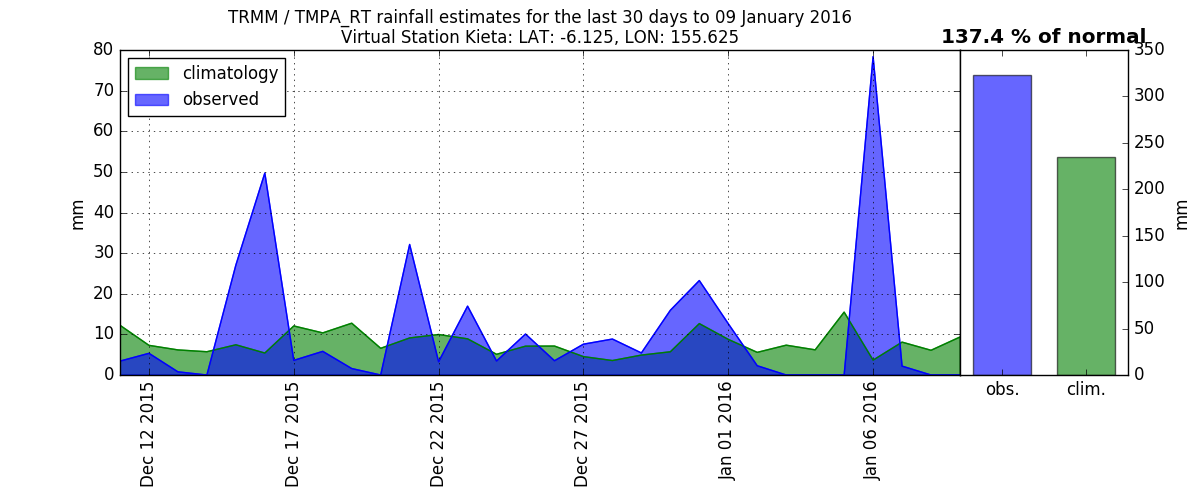 TRMM / TMPA_RT rainfall estimates for the last 30 days to 09 January 2016
Virtual Station Kieta: LAT: -6.125, LON: 155.625
137.4 % of normal
climatology
observed
80
70
60
50
40
30
20
10
0
mm
Dec 12 2015
Dec 17 2015
Dec 22 2015
Dec 27 2015
Jan 01 2016
Jan 06 2016
350
300
250
200
150
100
50
0
mm
obs.
clim.